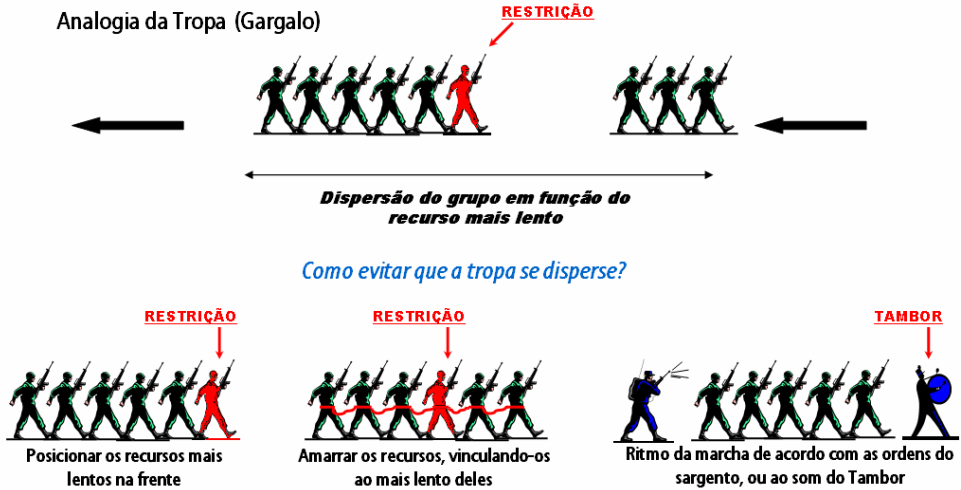 Analogia da Tropa (Gargalo)
RESTRIÇÃO
Dispersão do grupo em função do
recurso mais lento
Como evitar que a tropa se disperse?
RESTRIÇÃO
RESTRIÇÃO
TAMBOR
Posicionar os recursos mais
lentos na frente
Amarrar os recursos, vinculando-os
ao mais lento deles
Ritmo da marcha de acordo com as ordens do
sargento, ou ao som do Tambor